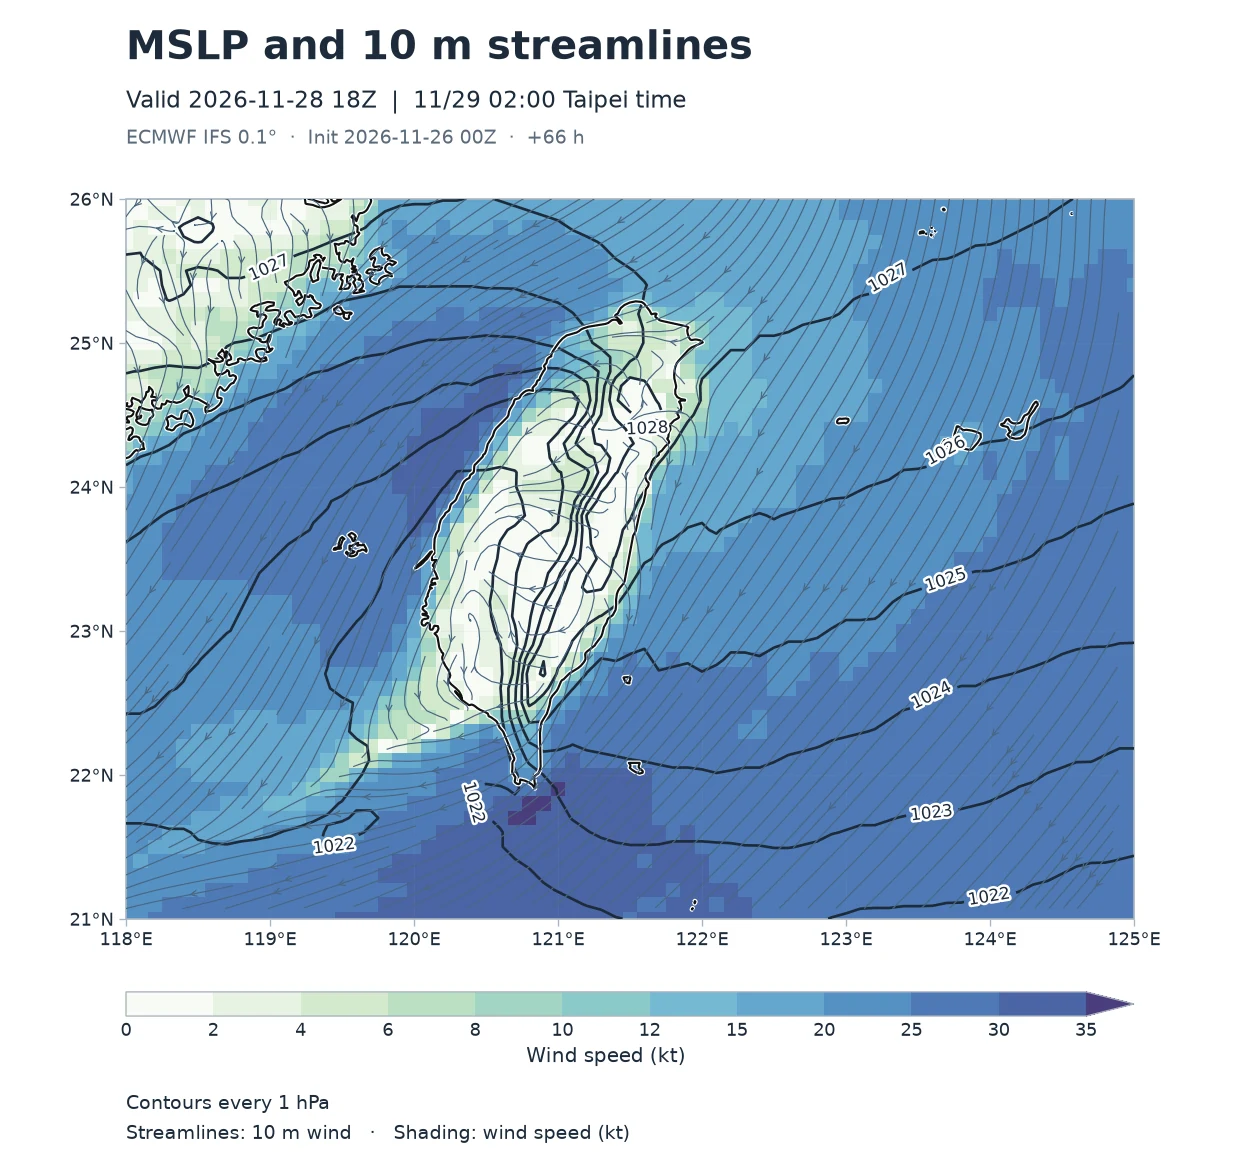 MSLP and 10 m streamlines
Valid 2026-11-28 18Z | 11/29 02:00 Taipei time
ECMWF IFS 0.1° · Init 2026-11-26 00Z · +66 h
26°N
1027
1027
25°N
1028
1026
24°N
1025
23°N
1024
22°N
1022
1023
1022
1022
21°N
118°E 119°E 120°E 121°E 122°E 123°E 124°E 125°E
0 2 4 6 8 10 12 15 20 25 30 35
Wind speed (kt)
Contours every 1 hPa
Streamlines: 10 m wind · Shading: wind speed (kt)